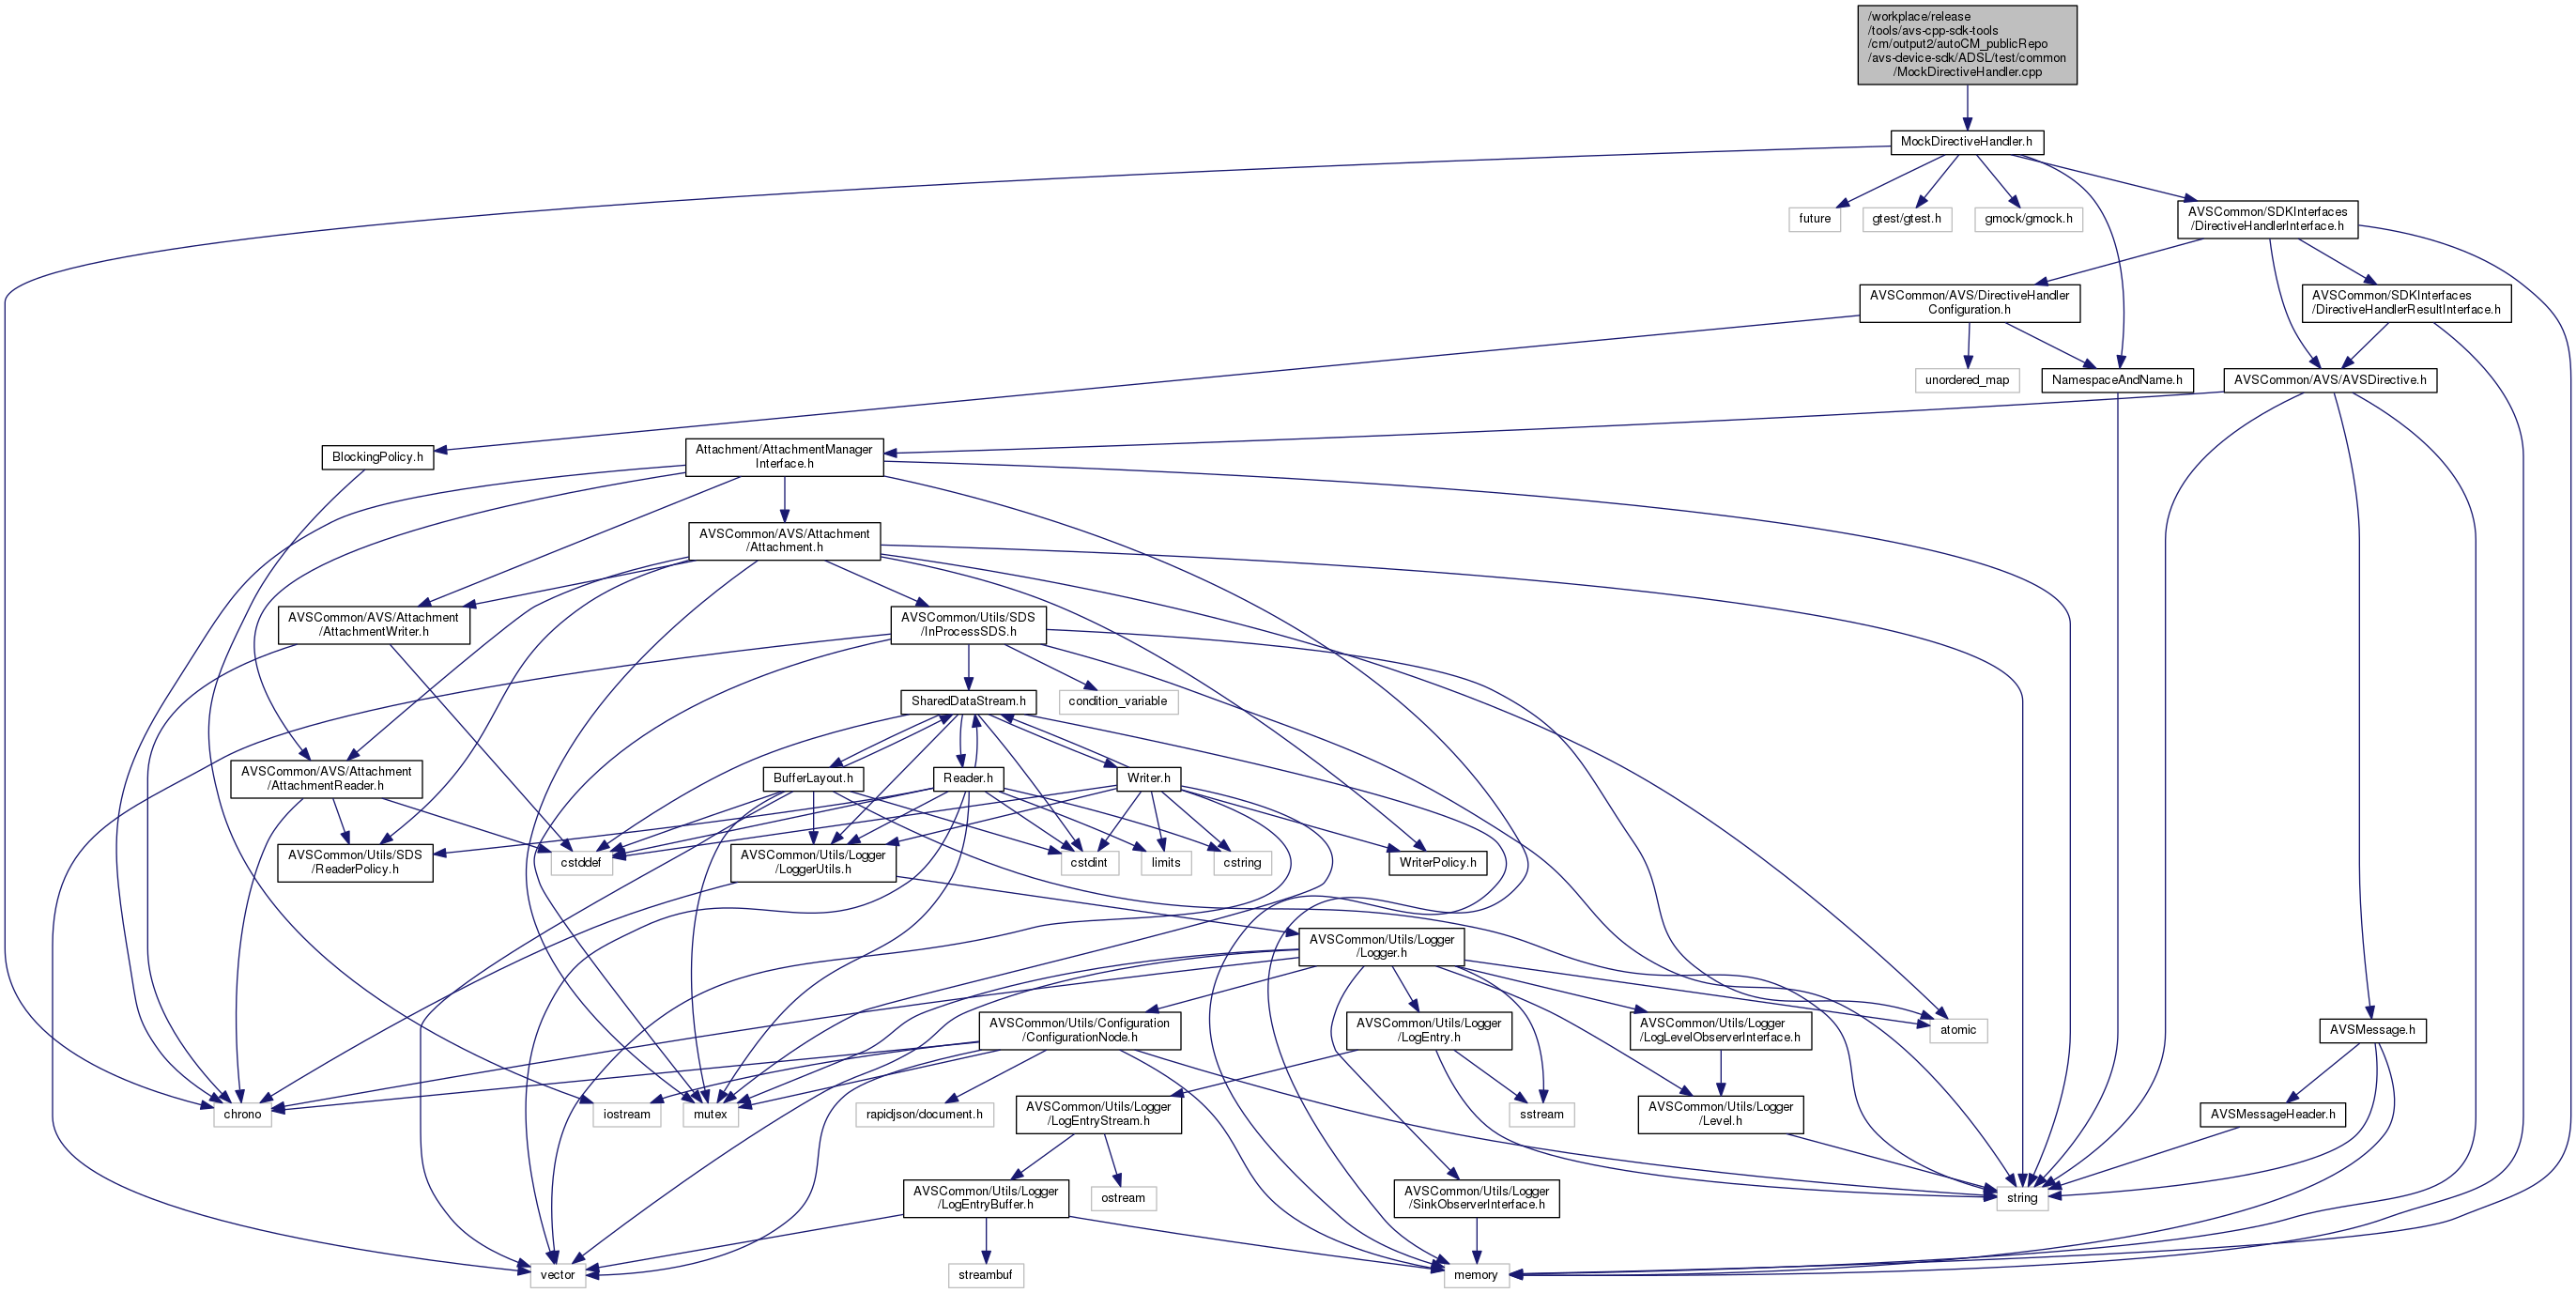 /workplace/release
/tools/avs-cpp-sdk-tools
/cm/output2/autoCM_publicRepo
/avs-device-sdk/ADSL/test/common
/MockDirectiveHandler.cpp
MockDirectiveHandler.h
future
gtest/gtest.h
gmock/gmock.h
AVSCommon/SDKInterfaces
/DirectiveHandlerInterface.h
AVSCommon/AVS/DirectiveHandler
Configuration.h
AVSCommon/SDKInterfaces
/DirectiveHandlerResultInterface.h
unordered_map
NamespaceAndName.h
AVSCommon/AVS/AVSDirective.h
BlockingPolicy.h
Attachment/AttachmentManager
Interface.h
AVSCommon/AVS/Attachment
/Attachment.h
AVSCommon/AVS/Attachment
/AttachmentWriter.h
AVSCommon/Utils/SDS
/InProcessSDS.h
SharedDataStream.h
condition_variable
AVSCommon/AVS/Attachment
/AttachmentReader.h
BufferLayout.h
Reader.h
Writer.h
AVSCommon/Utils/SDS
/ReaderPolicy.h
cstddef
AVSCommon/Utils/Logger
/LoggerUtils.h
cstdint
limits
cstring
WriterPolicy.h
AVSCommon/Utils/Logger
/Logger.h
AVSCommon/Utils/Configuration
/ConfigurationNode.h
AVSCommon/Utils/Logger
/LogEntry.h
AVSCommon/Utils/Logger
/LogLevelObserverInterface.h
atomic
AVSMessage.h
chrono
iostream
mutex
rapidjson/document.h
AVSCommon/Utils/Logger
/LogEntryStream.h
sstream
AVSCommon/Utils/Logger
/Level.h
AVSMessageHeader.h
AVSCommon/Utils/Logger
/LogEntryBuffer.h
ostream
AVSCommon/Utils/Logger
/SinkObserverInterface.h
string
vector
streambuf
memory